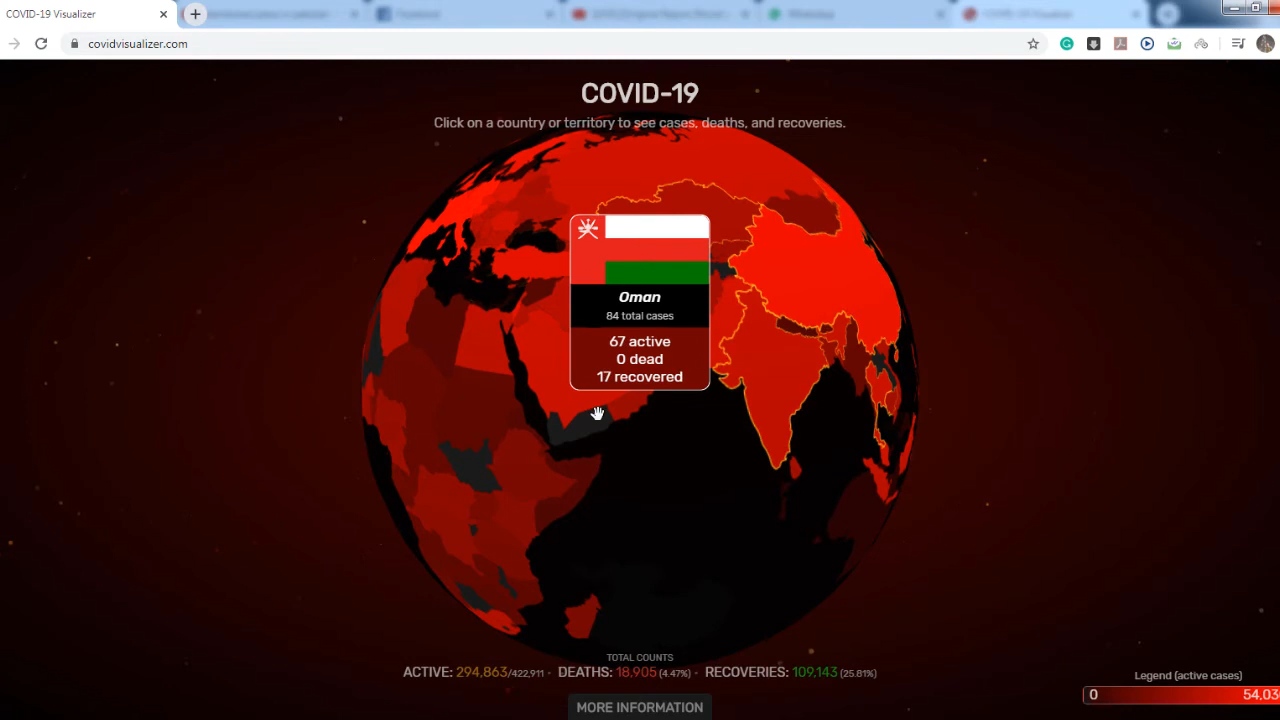 COVID-19 Visualizer
covidvisualizer.com
COVID-19
Click on a country or territory to see cases, deaths, and recoveries.
Oman
84 total cases
67 active
0 dead
17 recovered
TOTAL COUNTS
ACTIVE: 294,863/422,911 - DEATHS: 18,905 (4.47%) - RECOVERIES: 109,143 (25.81%)
MORE INFORMATION
Legend (active cases)
0 54,03